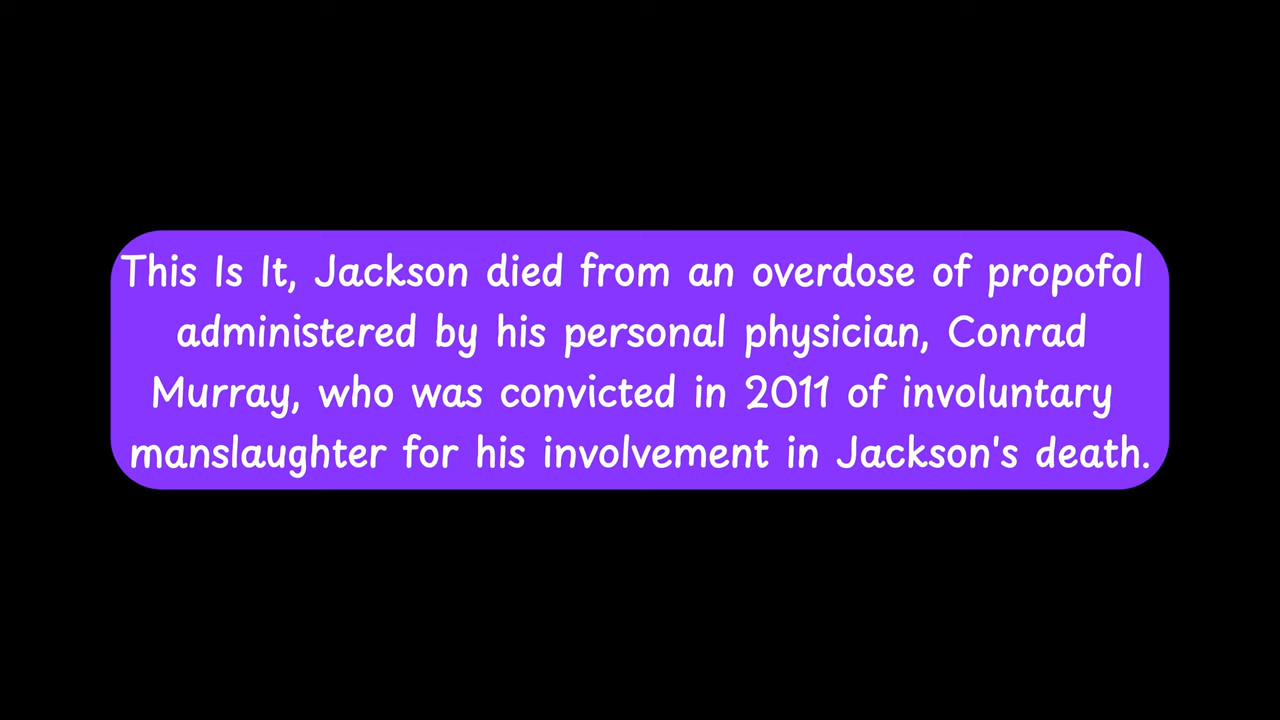 This Is It, Jackson died from an overdose of propofol
administered by his personal physician, Conrad
Murray, who was convicted in 2011 of involuntary
manslaughter for his involvement in Jackson's death.